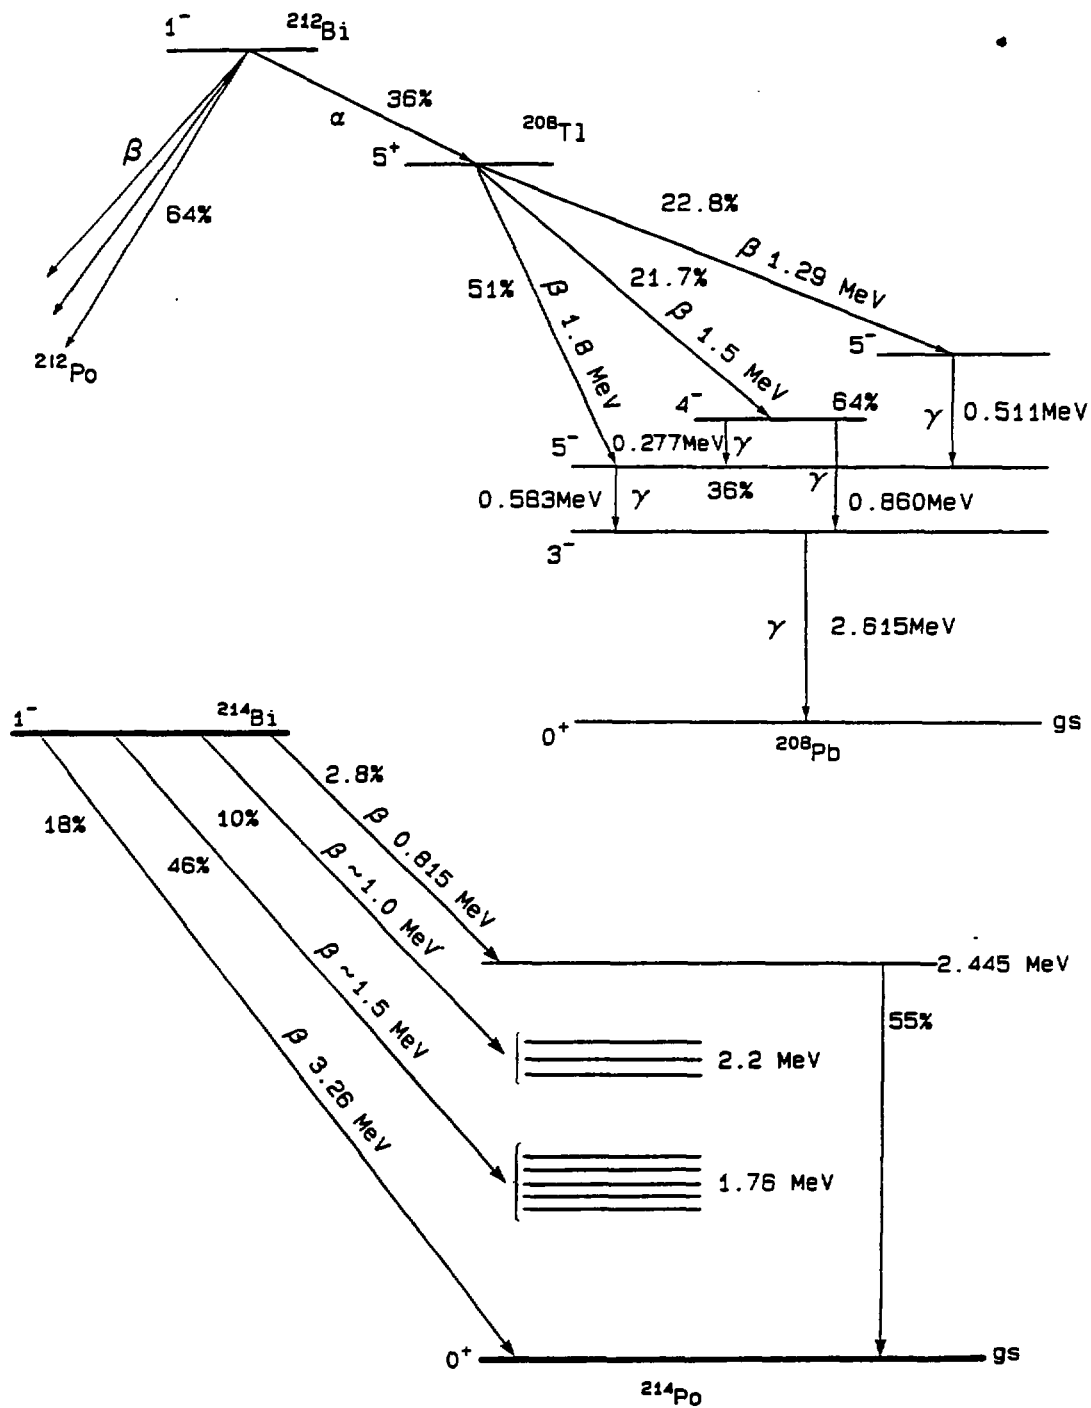 1⁻ ²¹²Bi
36%
α
²⁰⁸Tl
5⁺
β
64%
22.8%
β 1.29 MeV
21.7%
51%
β 1.5 MeV
β 1.8 MeV
²¹²Po
5⁻
4⁻ 64%
γ 0.511MeV
5⁻ 0.277MeV γ
36%
0.583MeV γ
γ 0.860MeV
3⁻
γ 2.615MeV
0⁺ gs
²⁰⁸Pb
1⁻ ²¹⁴Bi
2.8%
18%
10%
46%
β 0.815 MeV
β ~1.0 MeV
β ~1.5 MeV
β 3.26 MeV
2.445 MeV
55%
2.2 MeV
1.76 MeV
0⁺ gs
²¹⁴Po